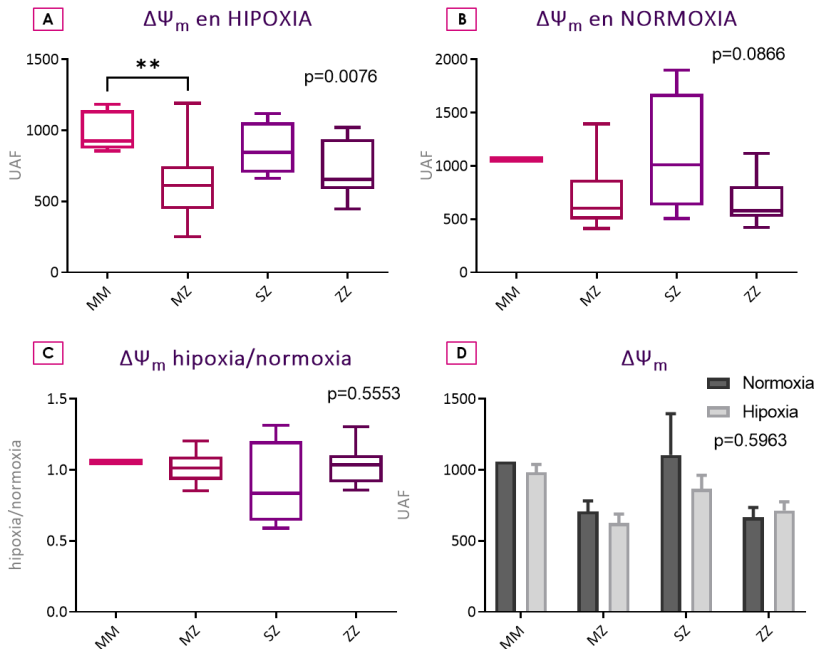 A
ΔΨm en HIPOXIA
**
p=0.0076
1500
1000
500
0
UAF
MM
MZ
SZ
ZZ
B
ΔΨm en NORMOXIA
p=0.0866
2000
1500
1000
500
0
UAF
MM
MZ
SZ
ZZ
C
ΔΨm hipoxia/normoxia
p=0.5553
1.5
1.0
0.5
0.0
hipoxia/normoxia
MM
MZ
SZ
ZZ
D
ΔΨm
Normoxia
Hipoxia
p=0.5963
1500
1000
500
0
UAF
MM
MZ
SZ
ZZ